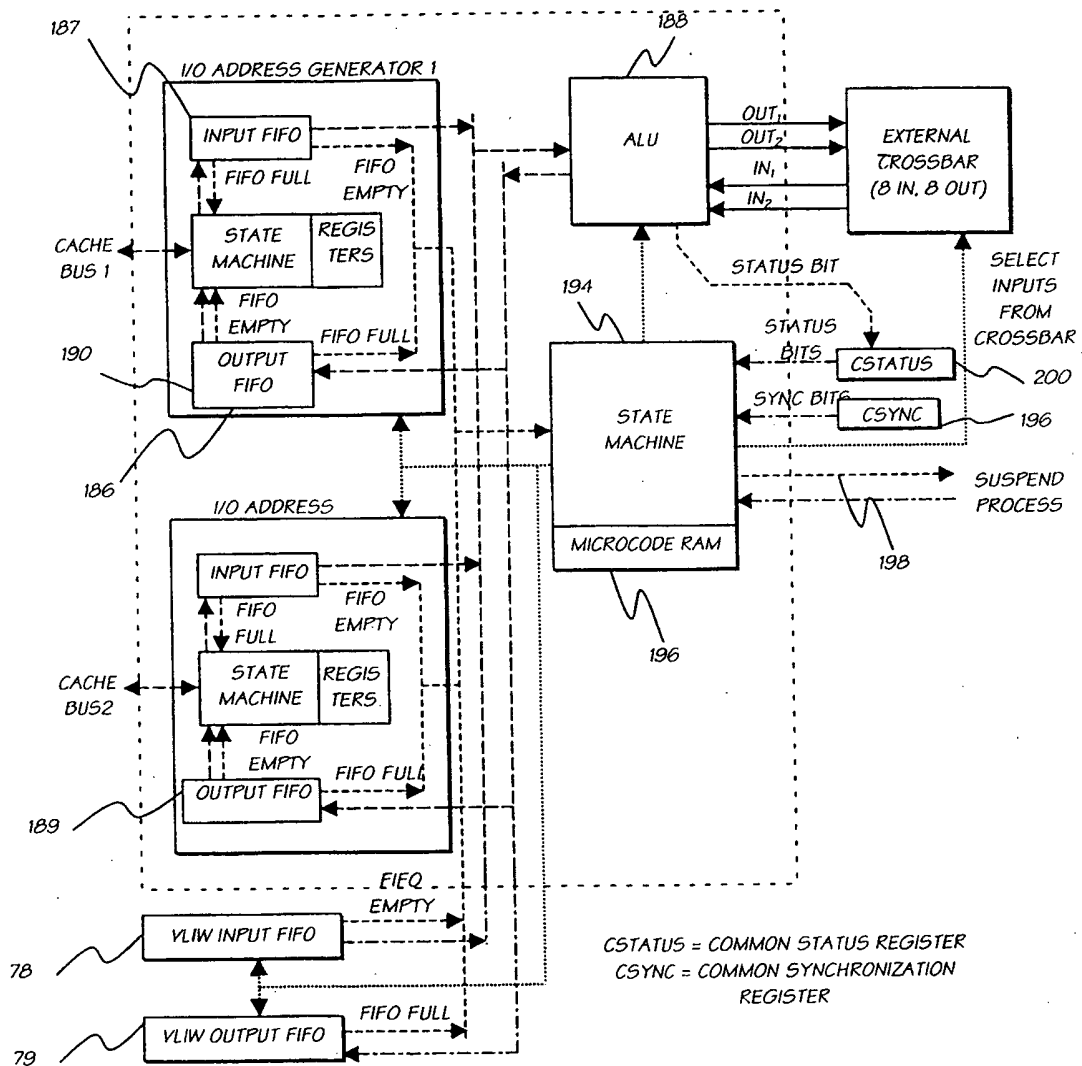 187
188
I/O ADDRESS GENERATOR 1
INPUT FIFO
FIFO FULL
FIFO
EMPTY
STATE
MACHINE
REGIS
TERS
CACHE
BUS 1
FIFO
EMPTY
OUTPUT
FIFO
FIFO FULL
190
186
ALU
OUT1
OUT2
IN1
IN2
EXTERNAL
CROSSBAR
(8 IN, 8 OUT)
STATUS BIT
SELECT
INPUTS
FROM
CROSSBAR
194
STATUS
BITS
CSTATUS
200
SYNC BITS
CSYNC
196
STATE
MACHINE
SUSPEND
PROCESS
198
MICROCODE RAM
196
I/O ADDRESS
INPUT FIFO
FIFO
FULL
FIFO
EMPTY
STATE
MACHINE
REGIS
TERS
CACHE
BUS2
FIFO
EMPTY
OUTPUT FIFO
FIFO FULL
189
FIFO
EMPTY
VLIW INPUT FIFO
78
FIFO FULL
VLIW OUTPUT FIFO
79
CSTATUS = COMMON STATUS REGISTER
CSYNC = COMMON SYNCHRONIZATION
REGISTER